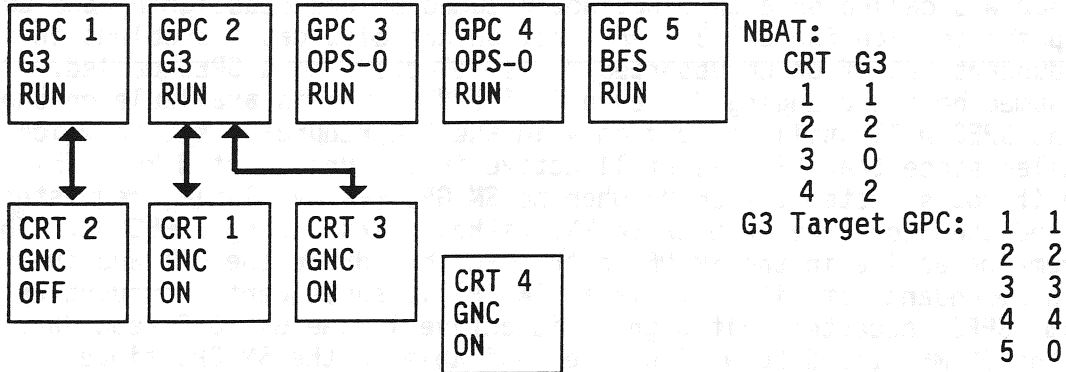 GPC 1
G3
RUN
GPC 2
G3
RUN
GPC 3
OPS-0
RUN
GPC 4
OPS-0
RUN
GPC 5
BFS
RUN
NBAT:
CRT G3
1 1
2 2
3 0
4 2
G3 Target GPC: 1 1
2 2
3 3
4 4
5 0
CRT 2
GNC
OFF
CRT 1
GNC
ON
CRT 3
GNC
ON
CRT 4
GNC
ON